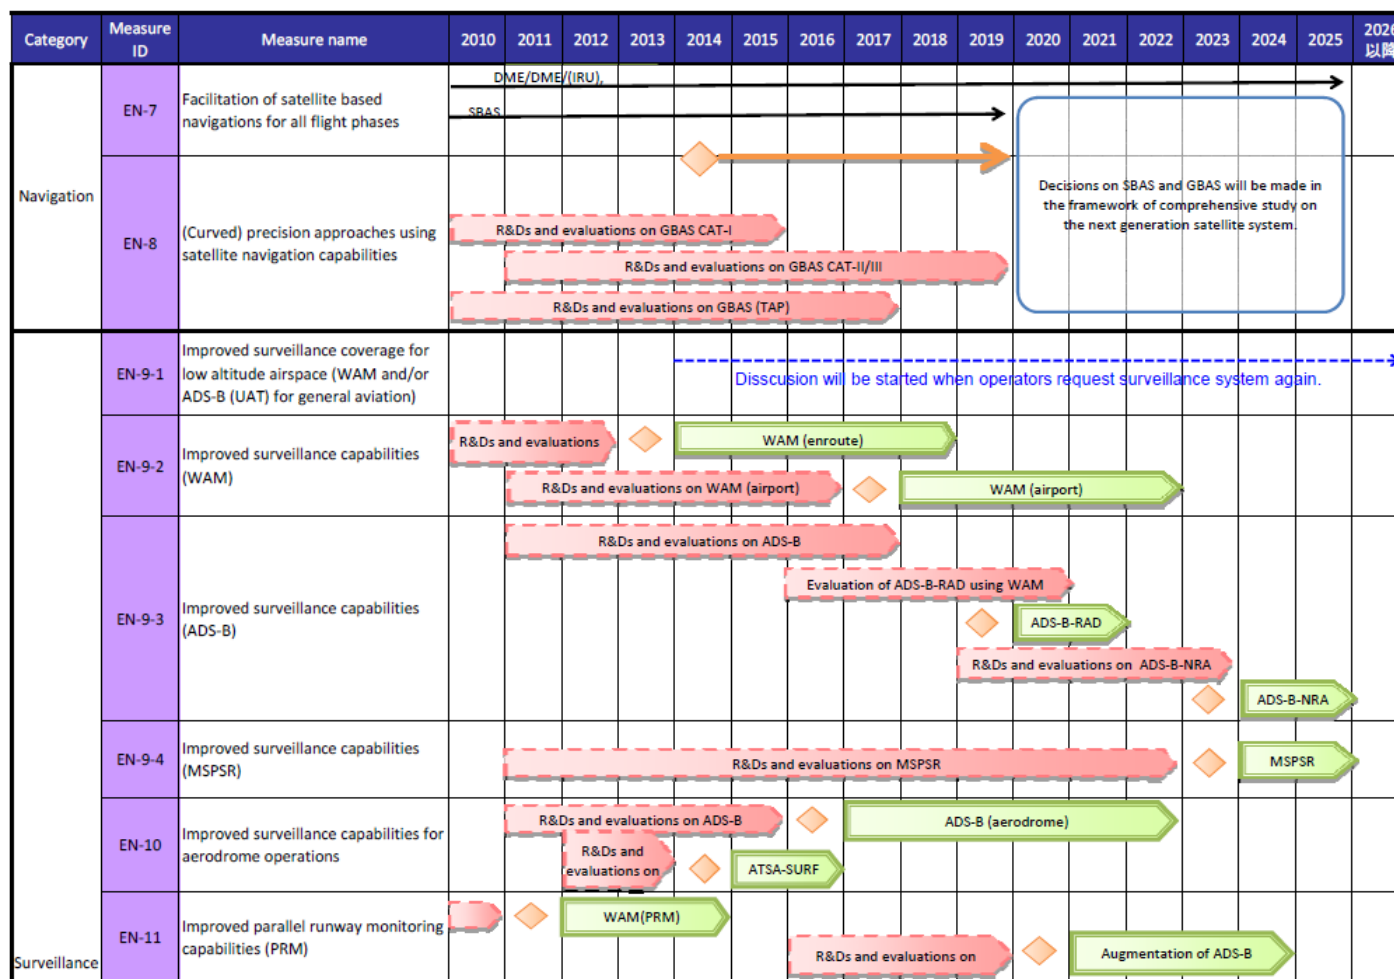 Category
Measure
ID
Measure name
2010
2011
2012
2013
2014
2015
2016
2017
2018
2019
2020
2021
2022
2023
2024
2025
2026
以降
Navigation
EN-7
Facilitation of satellite based
navigations for all flight phases
DME/DME/(IRU),
SBAS
Decisions on SBAS and GBAS will be made in
the framework of comprehensive study on
the next generation satellite system.
EN-8
(Curved) precision approaches using
satellite navigation capabilities
R&Ds and evaluations on GBAS CAT-I
R&Ds and evaluations on GBAS CAT-II/III
R&Ds and evaluations on GBAS (TAP)
Surveillance
EN-9-1
Improved surveillance coverage for
low altitude airspace (WAM and/or
ADS-B (UAT) for general aviation)
Disscusion will be started when operators request surveillance system again.
EN-9-2
Improved surveillance capabilities
(WAM)
R&Ds and evaluations
WAM (enroute)
R&Ds and evaluations on WAM (airport)
WAM (airport)
EN-9-3
Improved surveillance capabilities
(ADS-B)
R&Ds and evaluations on ADS-B
Evaluation of ADS-B-RAD using WAM
ADS-B-RAD
R&Ds and evaluations on ADS-B-NRA
ADS-B-NRA
EN-9-4
Improved surveillance capabilities
(MSPSR)
R&Ds and evaluations on MSPSR
MSPSR
EN-10
Improved surveillance capabilities for
aerodrome operations
R&Ds and evaluations on ADS-B
ADS-B (aerodrome)
R&Ds and
evaluations on
ATSA-SURF
EN-11
Improved parallel runway monitoring
capabilities (PRM)
WAM(PRM)
R&Ds and evaluations on
Augmentation of ADS-B